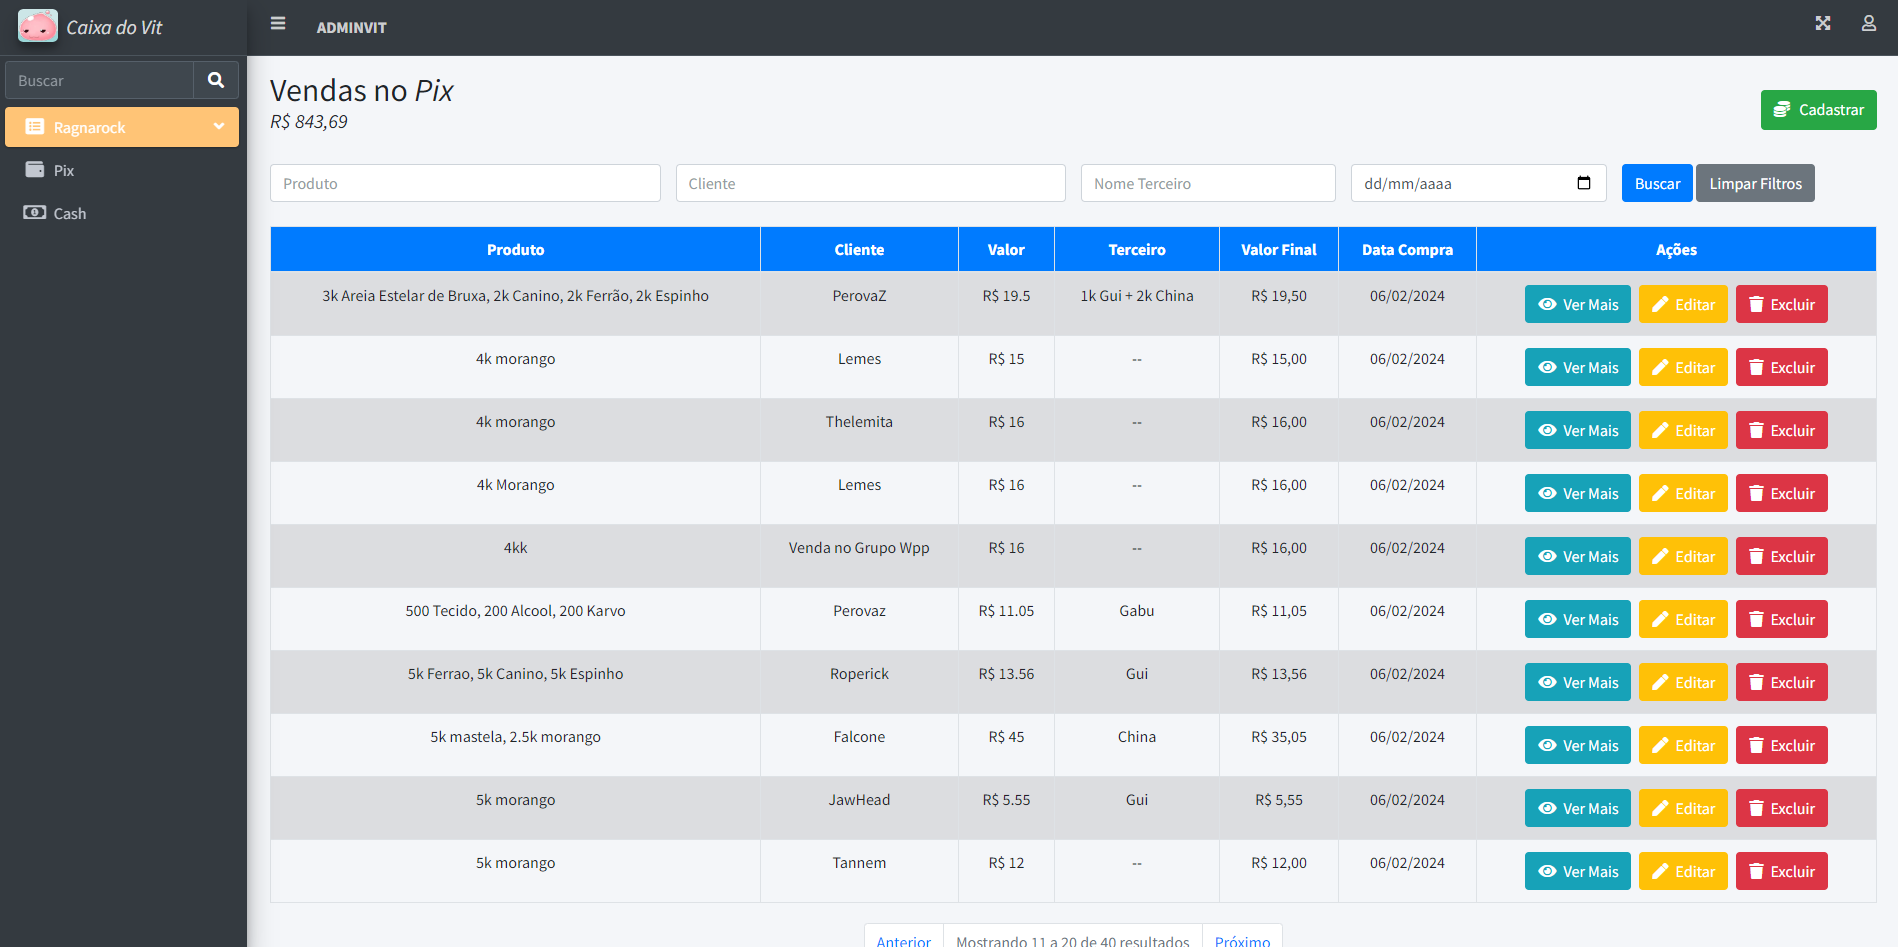 Caixa do Vit
ADMINVIT
Buscar
Ragnarock
Pix
Cash
Vendas no Pix
R$ 843,69
Cadastrar
Produto Cliente Nome Terceiro dd/mm/aaaa Buscar Limpar Filtros
Produto Cliente Valor Terceiro Valor Final Data Compra Ações
3k Areia Estelar de Bruxa, 2k Canino, 2k Ferrão, 2k Espinho PerovaZ R$ 19.5 1k Gui + 2k China R$ 19,50 06/02/2024 Ver Mais Editar Excluir
4k morango Lemes R$ 15 -- R$ 15,00 06/02/2024 Ver Mais Editar Excluir
4k morango Thelemita R$ 16 -- R$ 16,00 06/02/2024 Ver Mais Editar Excluir
4k Morango Lemes R$ 16 -- R$ 16,00 06/02/2024 Ver Mais Editar Excluir
4kk Venda no Grupo Wpp R$ 16 -- R$ 16,00 06/02/2024 Ver Mais Editar Excluir
500 Tecido, 200 Alcool, 200 Karvo Perovaz R$ 11.05 Gabu R$ 11,05 06/02/2024 Ver Mais Editar Excluir
5k Ferrao, 5k Canino, 5k Espinho Roperick R$ 13.56 Gui R$ 13,56 06/02/2024 Ver Mais Editar Excluir
5k mastela, 2.5k morango Falcone R$ 45 China R$ 35,05 06/02/2024 Ver Mais Editar Excluir
5k morango JawHead R$ 5.55 Gui R$ 5,55 06/02/2024 Ver Mais Editar Excluir
5k morango Tannem R$ 12 -- R$ 12,00 06/02/2024 Ver Mais Editar Excluir
Anterior Mostrando 11 a 20 de 40 resultados Próximo